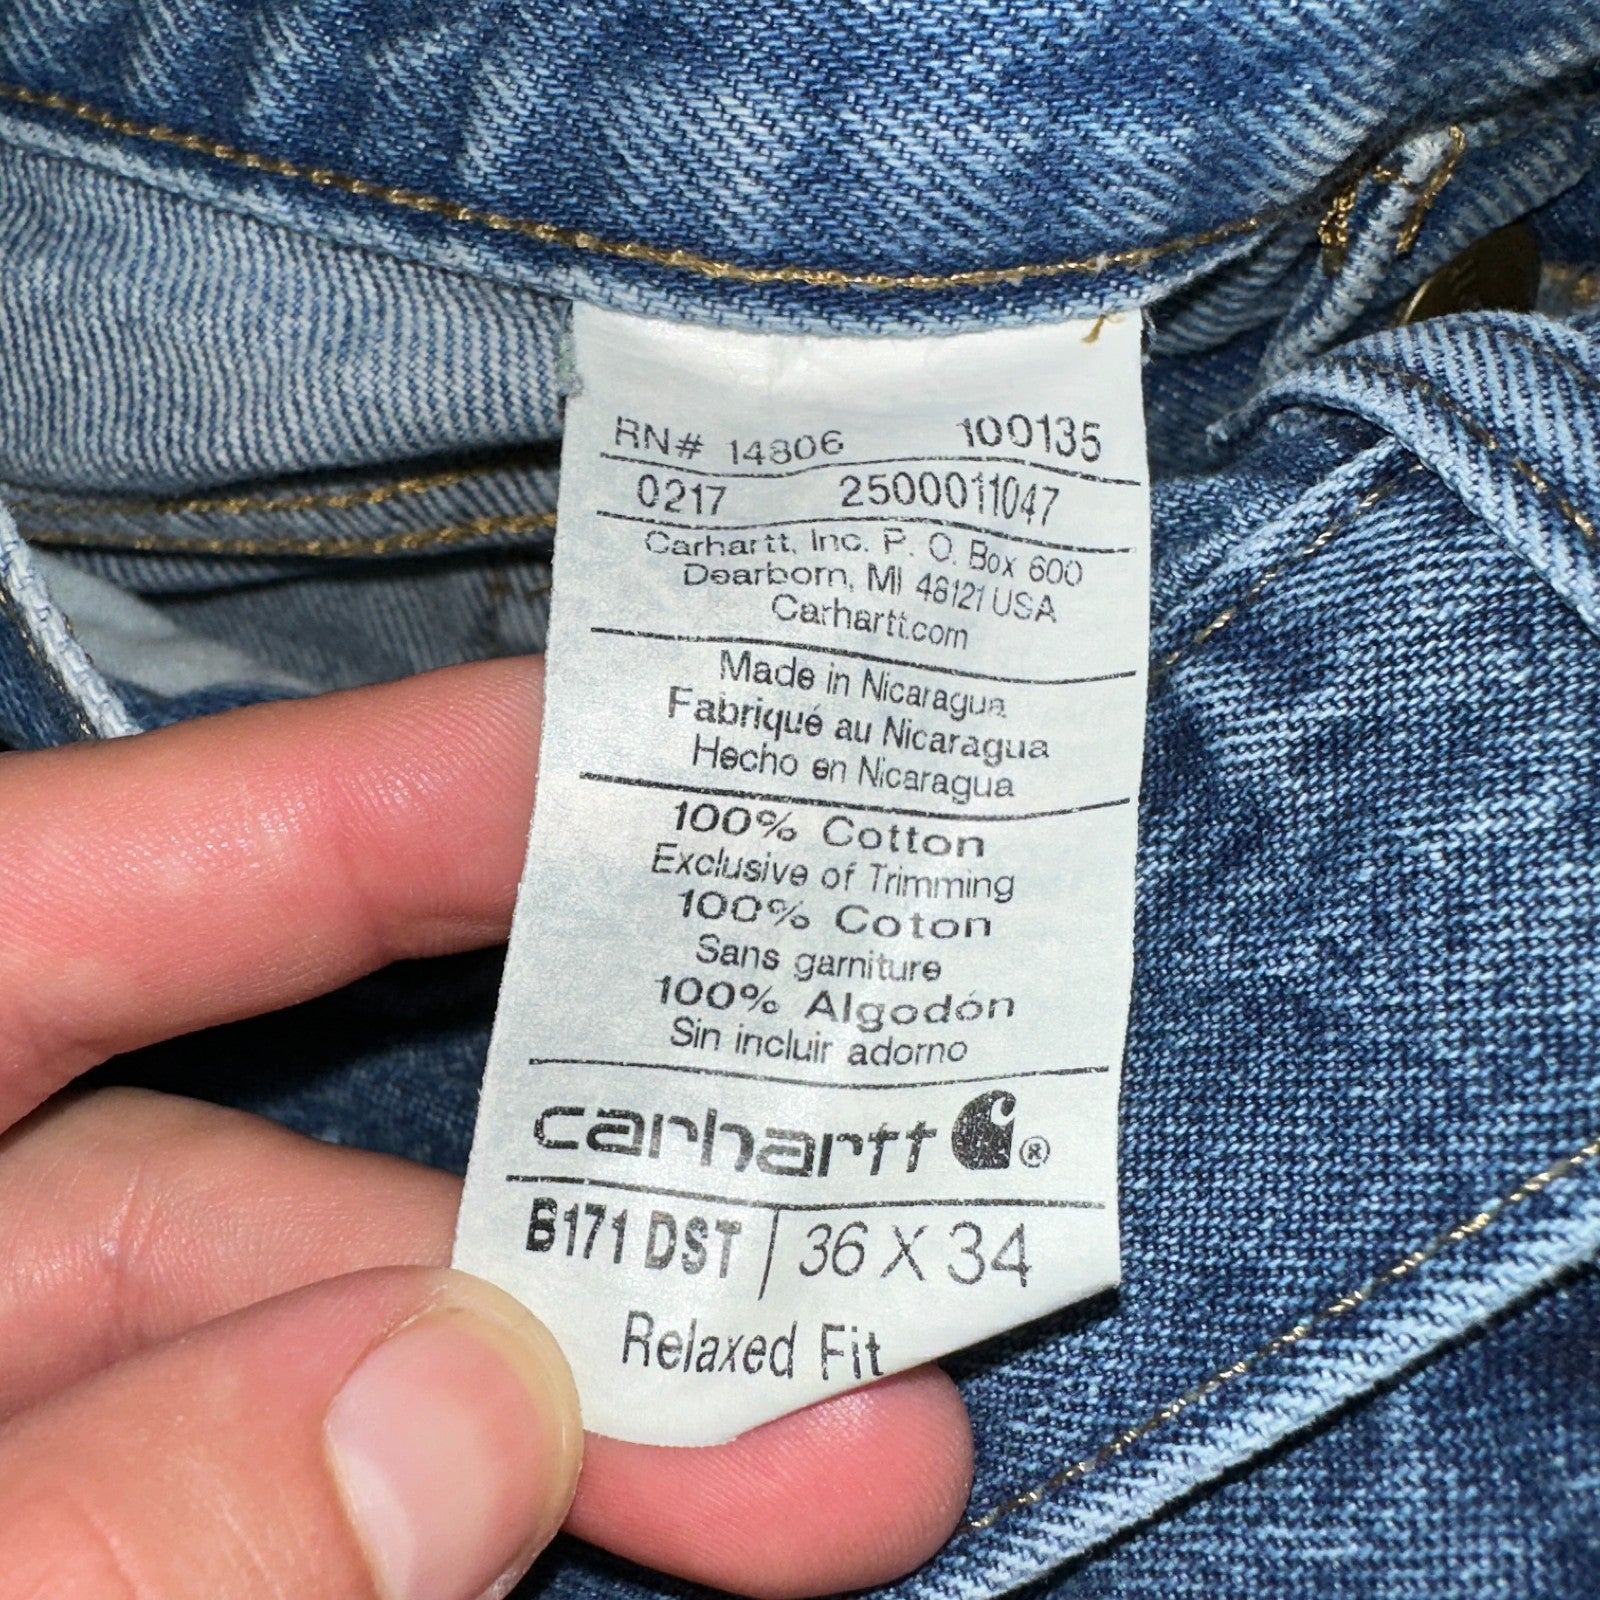 RN# 14806 100135
0217 2500011047
Carhartt, Inc. P. O. Box 600
Dearborn, MI 48121 USA
Carhartt.com
Made in Nicaragua
Fabriqué au Nicaragua
Hecho en Nicaragua
100% Cotton
Exclusive of Trimming
100% Coton
Sans garniture
100% Algodón
Sin incluir adorno
carhartt ®
B171 DST | 36 X 34
Relaxed Fit